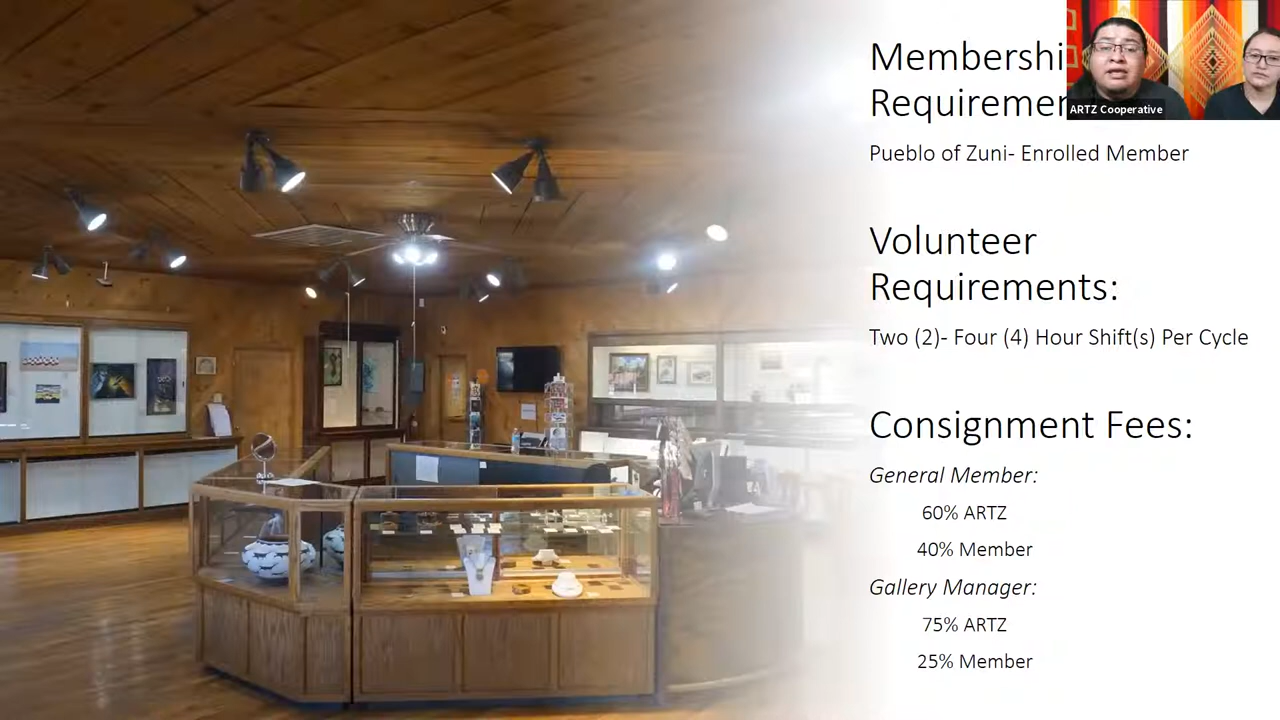 Membershi
Requiremen
ARTZ Cooperative
Pueblo of Zuni- Enrolled Member
Volunteer
Requirements:
Two (2)- Four (4) Hour Shift(s) Per Cycle
Consignment Fees:
General Member:
60% ARTZ
40% Member
Gallery Manager:
75% ARTZ
25% Member